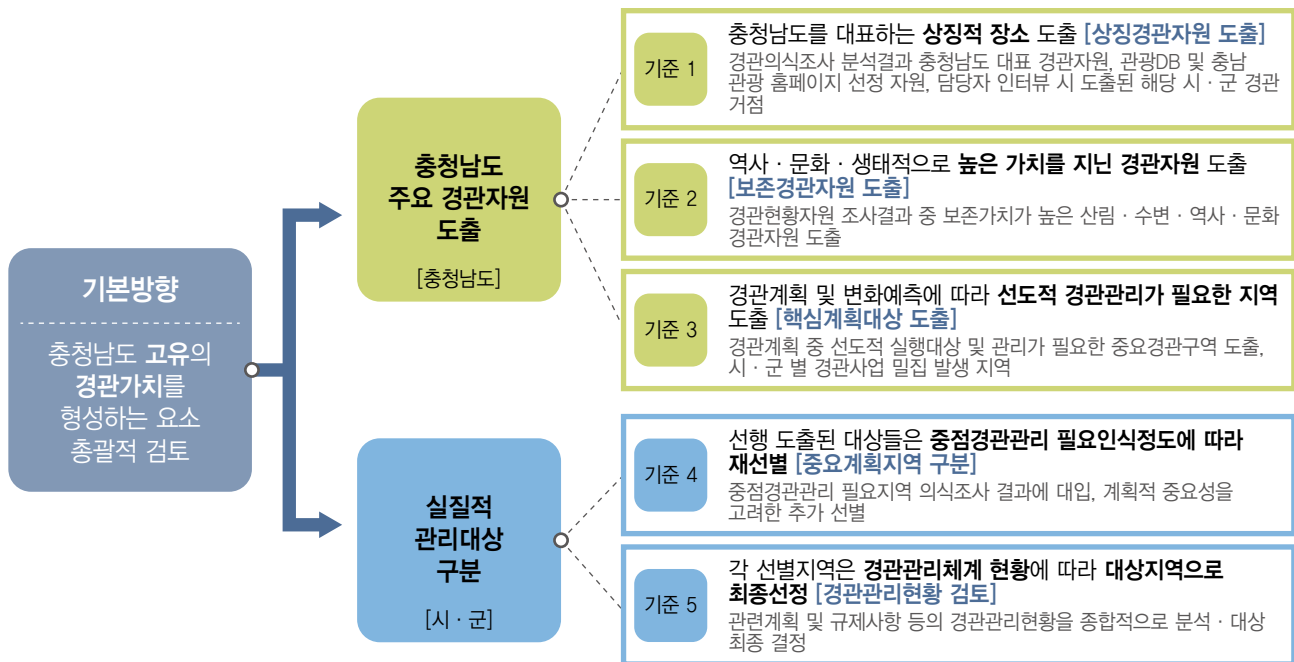 기본방향
충청남도 고유의
경관가치를
형성하는 요소
총괄적 검토
충청남도
주요 경관자원
도출
[충청남도]
기준 1
충청남도를 대표하는 상징적 장소 도출 [상징경관자원 도출]
경관의식조사 분석결과 충청남도 대표 경관자원, 관광DB 및 충남
관광 홈페이지 선정 자원, 담당자 인터뷰 시 도출된 해당 시 · 군 경관
거점
기준 2
역사 · 문화 · 생태적으로 높은 가치를 지닌 경관자원 도출
[보존경관자원 도출]
경관현황자원 조사결과 중 보존가치가 높은 산림 · 수변 · 역사 · 문화
경관자원 도출
기준 3
경관계획 및 변화예측에 따라 선도적 경관관리가 필요한 지역
도출 [핵심계획대상 도출]
경관계획 중 선도적 실행대상 및 관리가 필요한 중요경관구역 도출,
시 · 군 별 경관사업 밀집 발생 지역
실질적
관리대상
구분
[시 · 군]
기준 4
선행 도출된 대상들은 중점경관관리 필요인식정도에 따라
재선별 [중요계획지역 구분]
중점경관관리 필요지역 의식조사 결과에 대입, 계획적 중요성을
고려한 추가 선별
기준 5
각 선별지역은 경관관리체계 현황에 따라 대상지역으로
최종선정 [경관관리현황 검토]
관련계획 및 규제사항 등의 경관관리현황을 종합적으로 분석 · 대상
최종 결정